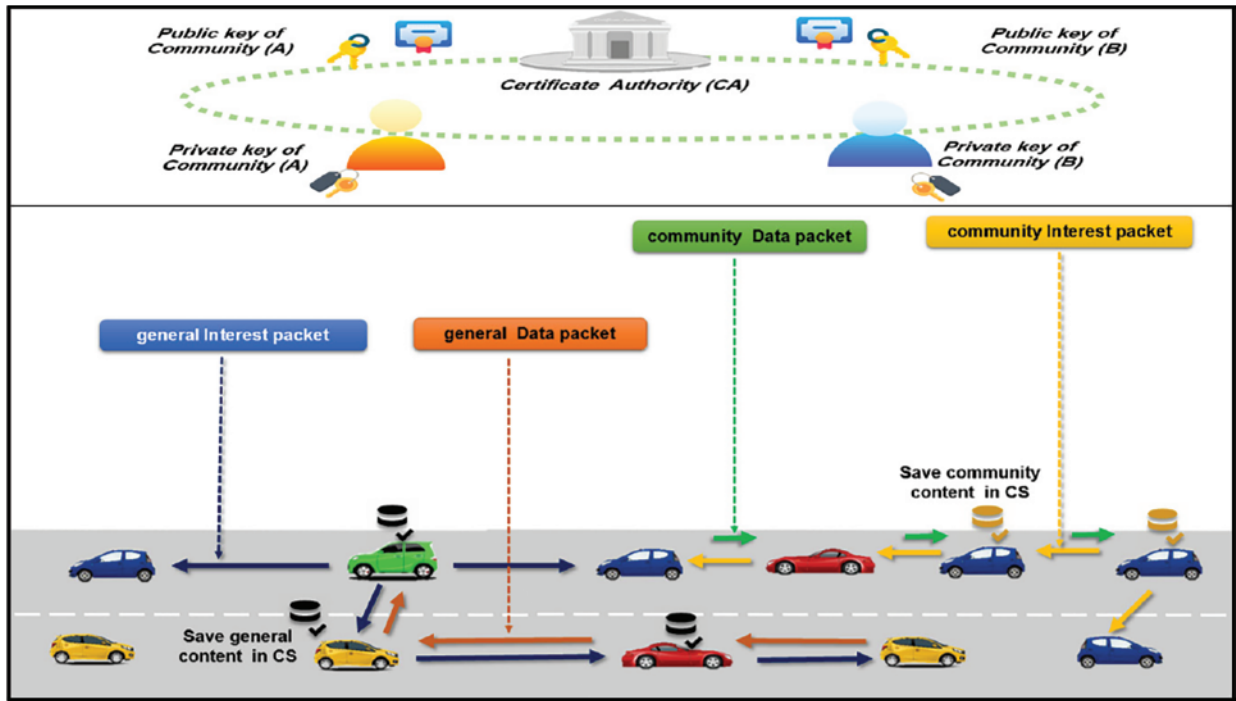 Public key of
Community (A)
Public key of
Community (B)
Certificate Authority (CA)
Private key of
Community (A)
Private key of
Community (B)
community Data packet
community Interest packet
general Interest packet
general Data packet
Save community
content in CS
Save general
content in CS